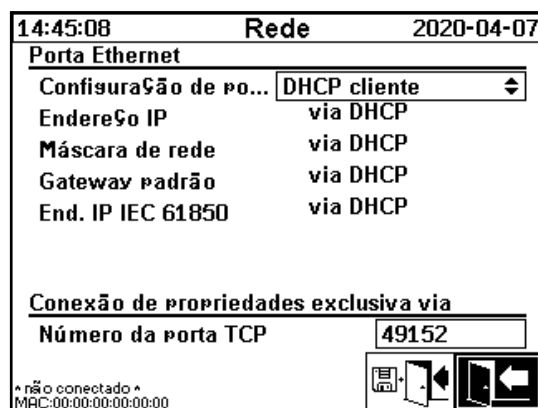 14:45:08 Rede 2020-04-07
Porta Ethernet
Configuração de po... DHCP cliente
Endereço IP via DHCP
Máscara de rede via DHCP
Gateway padrão via DHCP
End. IP IEC 61850 via DHCP
Conexão de propriedades exclusiva via
Número da porta TCP 49152
* não conectado *
MAC:00:00:00:00:00:00